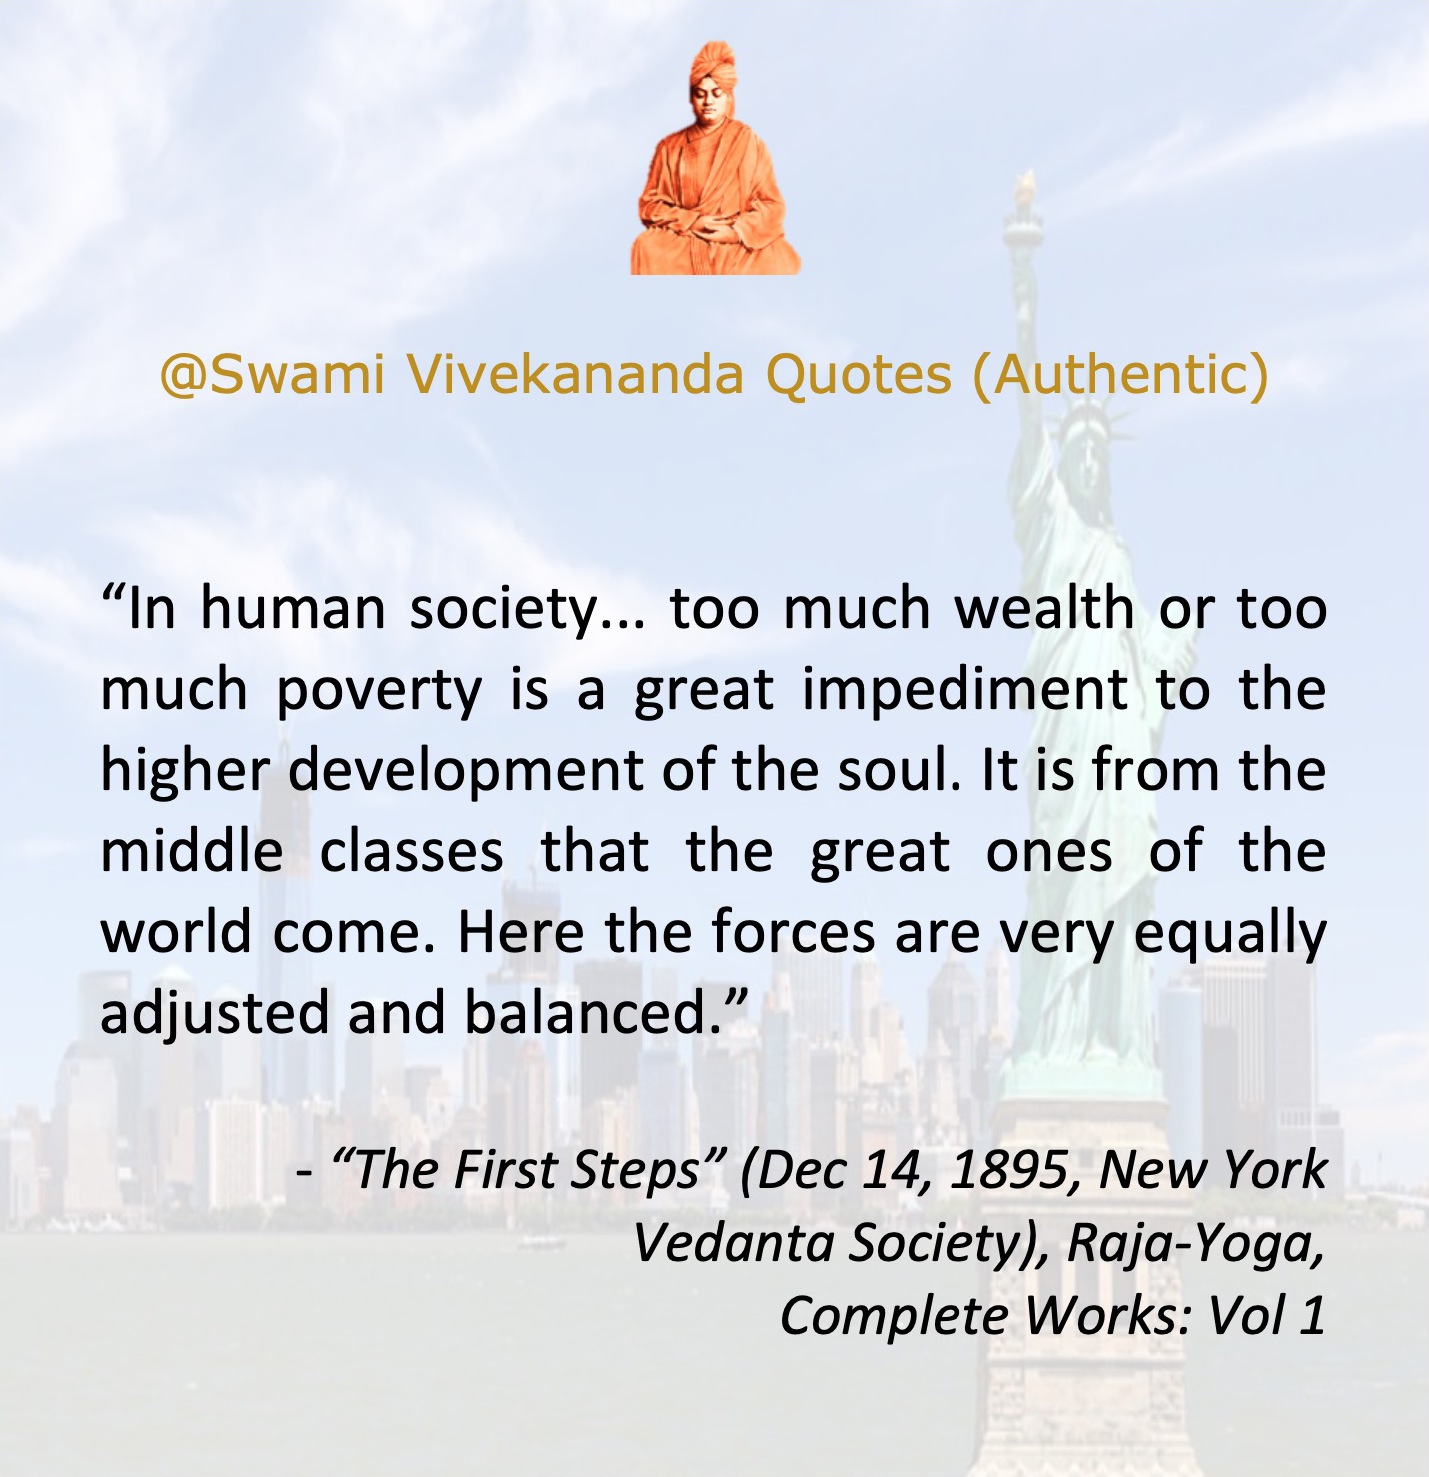 @Swami Vivekananda Quotes (Authentic)
“In human society... too much wealth or too
much poverty is a great impediment to the
higher development of the soul. It is from the
middle classes that the great ones of the
world come. Here the forces are very equally
adjusted and balanced.”
- “The First Steps” (Dec 14, 1895, New York
Vedanta Society), Raja-Yoga,
Complete Works: Vol 1